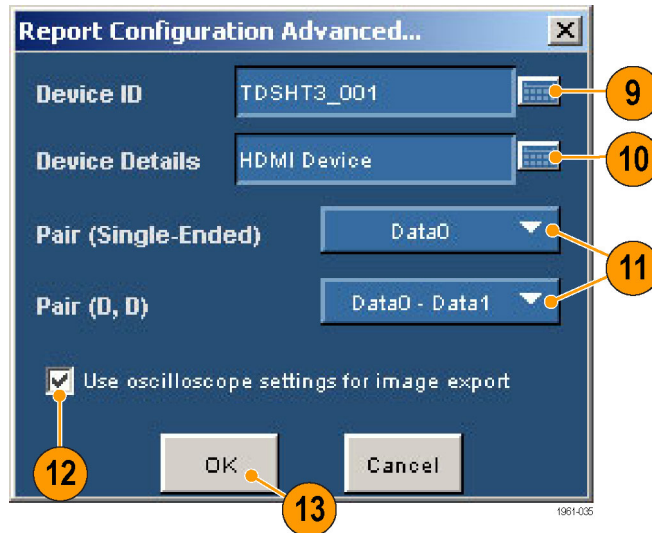 Report Configuration Advanced...
Device ID TDSHT3_001 9
Device Details HDMI Device 10
Pair (Single-Ended) Data0
11
Pair (D, D) Data0 - Data1
Use oscilloscope settings for image export
12
OK Cancel
13
1961-035